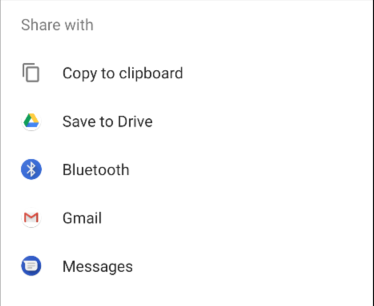 Share with
Copy to clipboard
Save to Drive
Bluetooth
Gmail
Messages